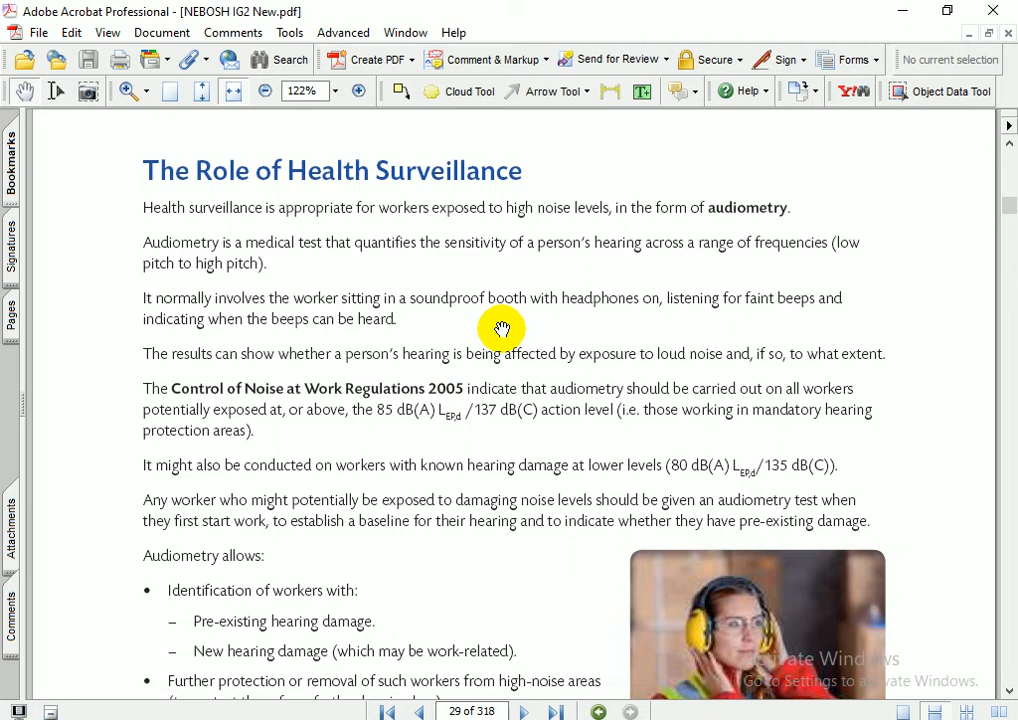 Adobe Acrobat Professional - [NEBOSH IG2 New.pdf]
File Edit View Document Comments Tools Advanced Window Help
Search Create PDF Comment & Markup Send for Review Secure Sign Forms No current selection
122% Cloud Tool Arrow Tool T+ Help Y! Object Data Tool
Bookmarks
Signatures
Pages
Attachments
Comments
The Role of Health Surveillance
Health surveillance is appropriate for workers exposed to high noise levels, in the form of audiometry.
Audiometry is a medical test that quantifies the sensitivity of a person's hearing across a range of frequencies (low
pitch to high pitch).
It normally involves the worker sitting in a soundproof booth with headphones on, listening for faint beeps and
indicating when the beeps can be heard.
The results can show whether a person's hearing is being affected by exposure to loud noise and, if so, to what extent.
The Control of Noise at Work Regulations 2005 indicate that audiometry should be carried out on all workers
potentially exposed at, or above, the 85 dB(A) LEP,d /137 dB(C) action level (i.e. those working in mandatory hearing
protection areas).
It might also be conducted on workers with known hearing damage at lower levels (80 dB(A) LEP,d/135 dB(C)).
Any worker who might potentially be exposed to damaging noise levels should be given an audiometry test when
they first start work, to establish a baseline for their hearing and to indicate whether they have pre-existing damage.
Audiometry allows:
• Identification of workers with:
– Pre-existing hearing damage.
– New hearing damage (which may be work-related).
• Further protection or removal of such workers from high-noise areas
Activate Windows
Go to Settings to activate Windows.
29 of 318